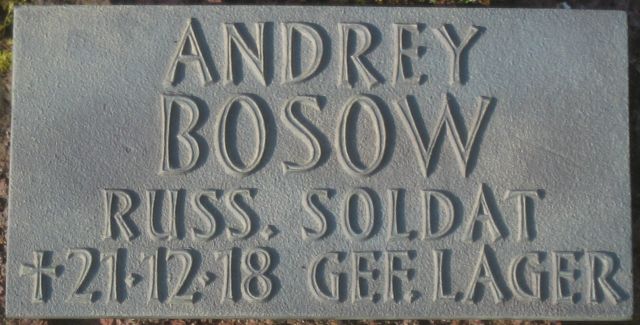 ANDREY
BOSOW
RUSS. SOLDAT
+21·12·18 GEF. LAGER